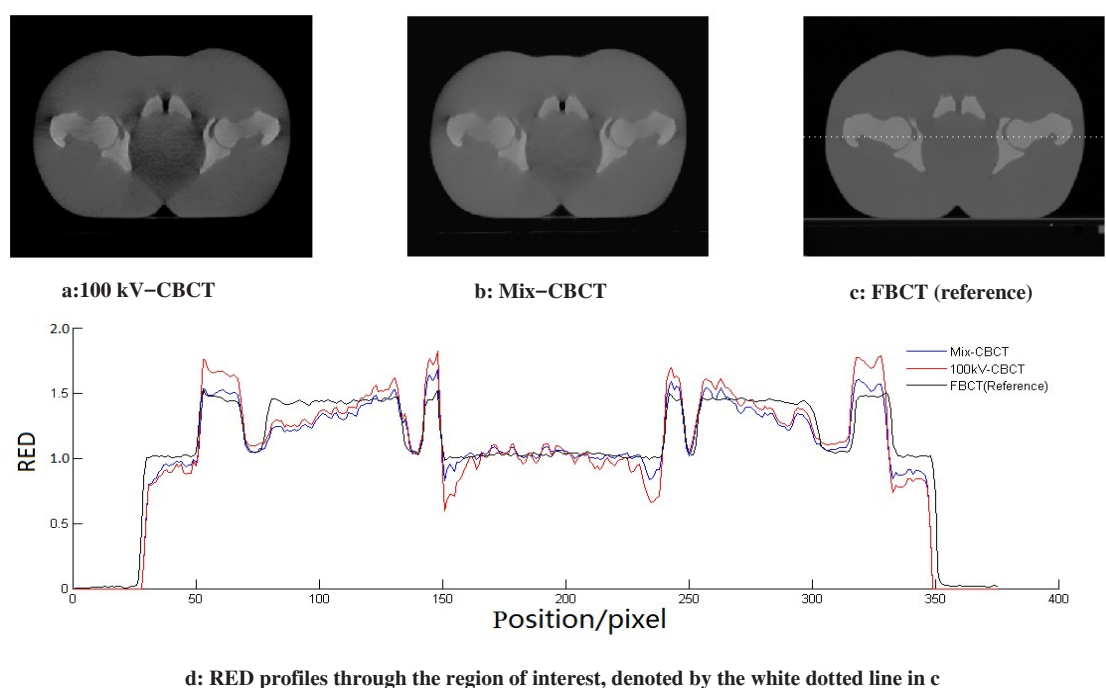 a:100 kV−CBCT
b: Mix−CBCT
c: FBCT (reference)
2.0
1.5
1.0
0.5
0
RED
Mix-CBCT
100kV-CBCT
FBCT(Reference)
0 50 100 150 200 250 300 350 400
Position/pixel
d: RED profiles through the region of interest, denoted by the white dotted line in c